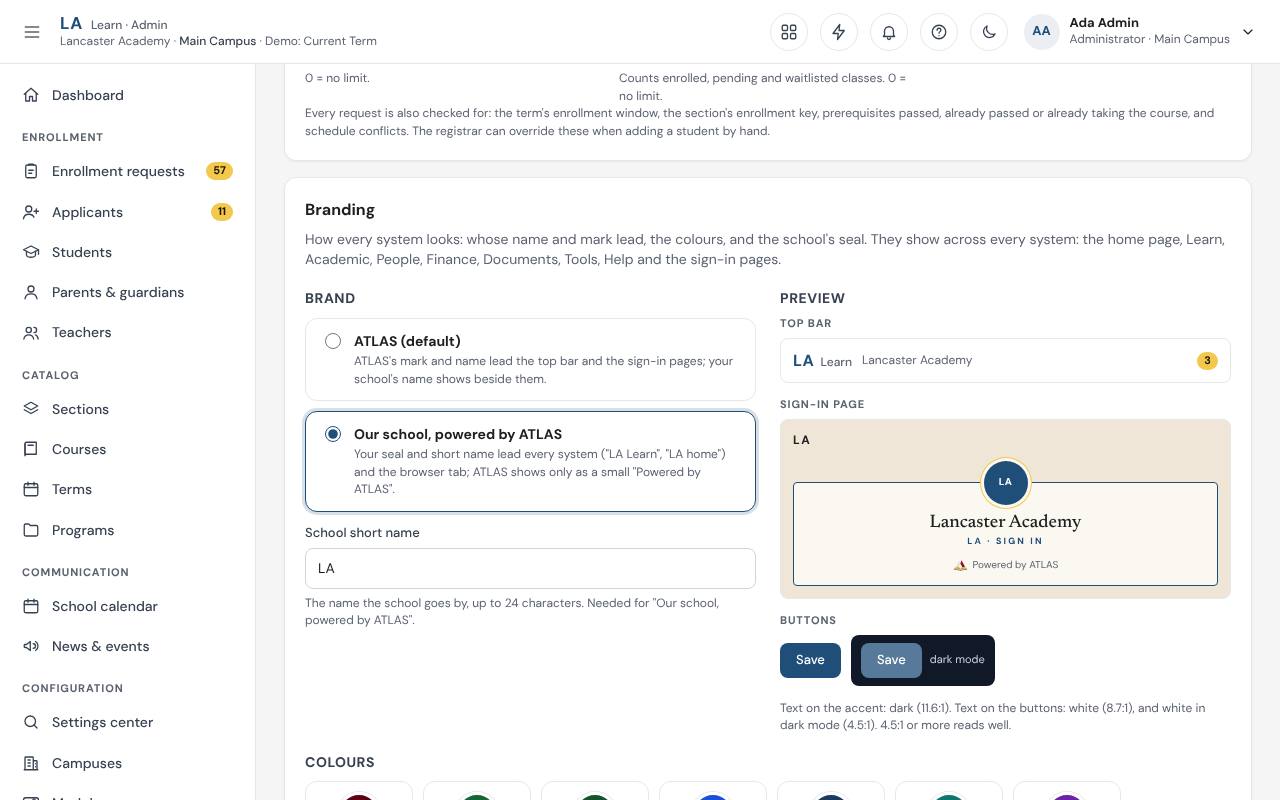 LA Learn · Admin
Lancaster Academy · Main Campus · Demo: Current Term
AA
Ada Admin
Administrator · Main Campus
Dashboard
ENROLLMENT
Enrollment requests 57
Applicants 11
Students
Parents & guardians
Teachers
CATALOG
Sections
Courses
Terms
Programs
COMMUNICATION
School calendar
News & events
CONFIGURATION
Settings center
Campuses
0 = no limit.
Counts enrolled, pending and waitlisted classes. 0 =
no limit.
Every request is also checked for: the term's enrollment window, the section's enrollment key, prerequisites passed, already passed or already taking the course, and
schedule conflicts. The registrar can override these when adding a student by hand.
Branding
How every system looks: whose name and mark lead, the colours, and the school's seal. They show across every system: the home page, Learn,
Academic, People, Finance, Documents, Tools, Help and the sign-in pages.
BRAND
ATLAS (default)
ATLAS's mark and name lead the top bar and the sign-in pages; your
school's name shows beside them.
Our school, powered by ATLAS
Your seal and short name lead every system ("LA Learn", "LA home")
and the browser tab; ATLAS shows only as a small "Powered by
ATLAS".
School short name
LA
The name the school goes by, up to 24 characters. Needed for "Our school,
powered by ATLAS".
PREVIEW
TOP BAR
LA Learn Lancaster Academy 3
SIGN-IN PAGE
LA
LA
Lancaster Academy
LA · SIGN IN
Powered by ATLAS
BUTTONS
Save
Save dark mode
Text on the accent: dark (11.6:1). Text on the buttons: white (8.7:1), and white in
dark mode (4.5:1). 4.5:1 or more reads well.
COLOURS